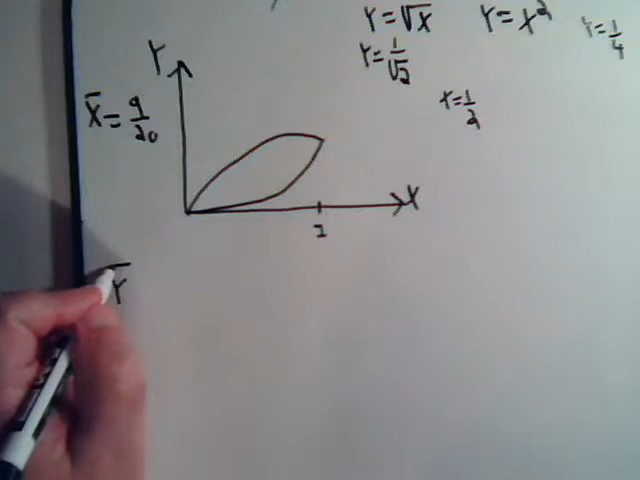 Y = √X Y = x² Y = 1/4
Y = 1/√2
x = 1/2
Y
X̄ = 9/20
X
1
Ȳ